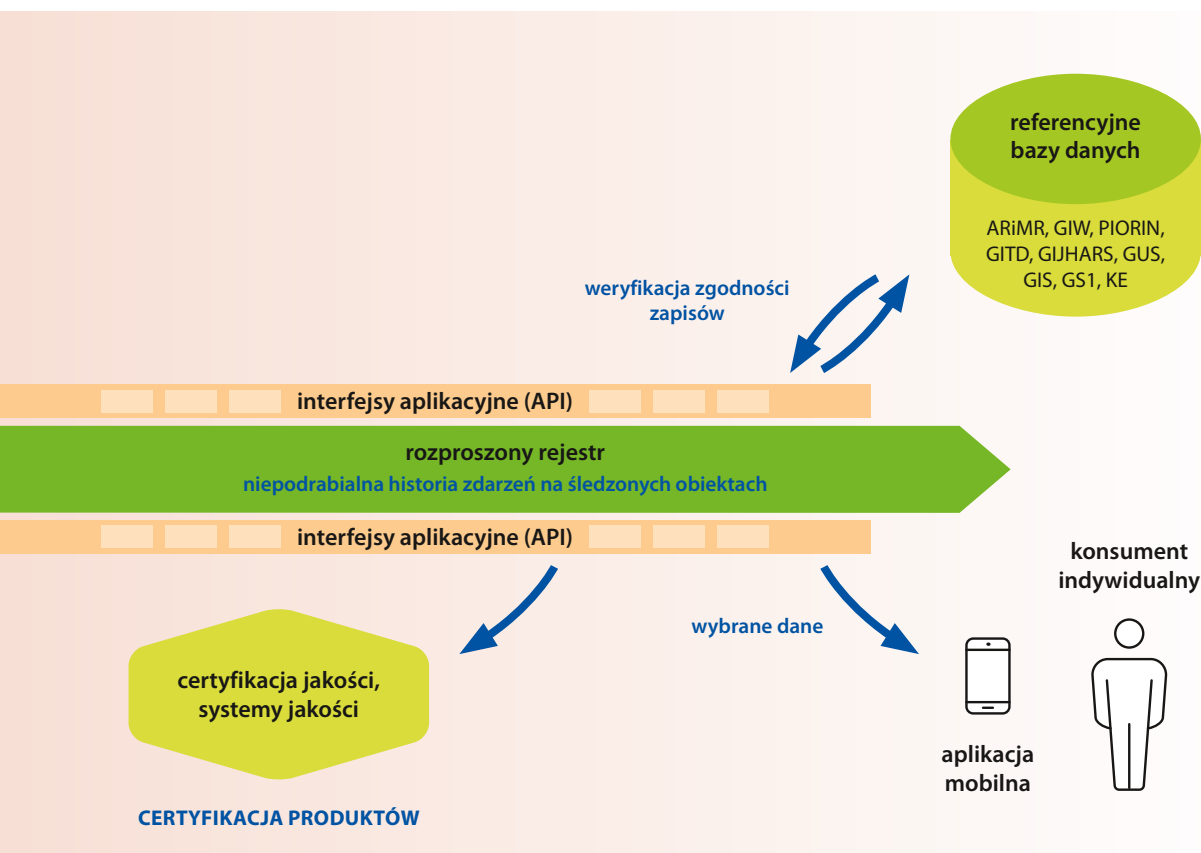 referencyjne
bazy danych
ARiMR, GIW, PIORIN,
GITD, GIJHARS, GUS,
GIS, GS1, KE
weryfikacja zgodności
zapisów
interfejsy aplikacyjne (API)
rozproszony rejestr
niepodrabialna historia zdarzeń na śledzonych obiektach
interfejsy aplikacyjne (API)
konsument
indywidualny
wybrane dane
certyfikacja jakości,
systemy jakości
aplikacja
mobilna
CERTYFIKACJA PRODUKTÓW